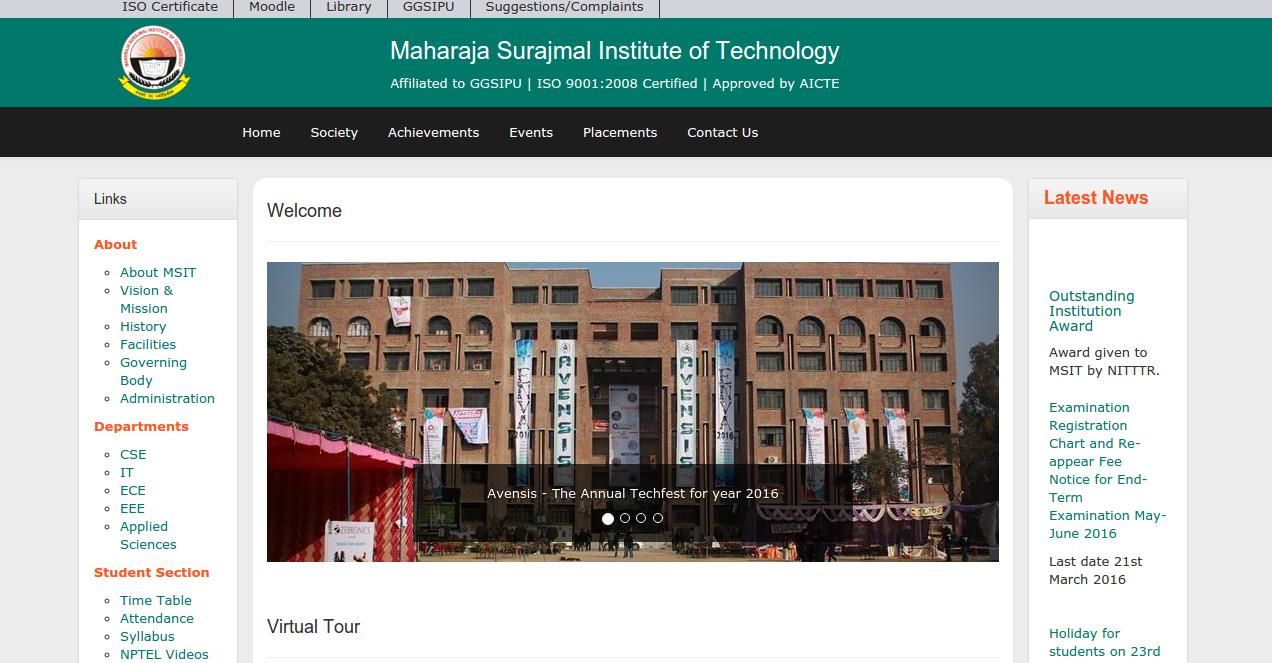 ISO Certificate
Moodle
Library
GGSIPU
Suggestions/Complaints
Maharaja Surajmal Institute of Technology
Affiliated to GGSIPU | ISO 9001:2008 Certified | Approved by AICTE
Home
Society
Achievements
Events
Placements
Contact Us
Links
About
About MSIT
Vision &
Mission
History
Facilities
Governing
Body
Administration
Departments
CSE
IT
ECE
EEE
Applied
Sciences
Student Section
Time Table
Attendance
Syllabus
NPTEL Videos
Welcome
AVENSIS
AVENSIS
2016
ZEBRONICS
Avensis - The Annual Techfest for year 2016
Virtual Tour
Latest News
Outstanding
Institution
Award
Award given to
MSIT by NITTTR.
Examination
Registration
Chart and Re-
appear Fee
Notice for End-
Term
Examination May-
June 2016
Last date 21st
March 2016
Holiday for
students on 23rd